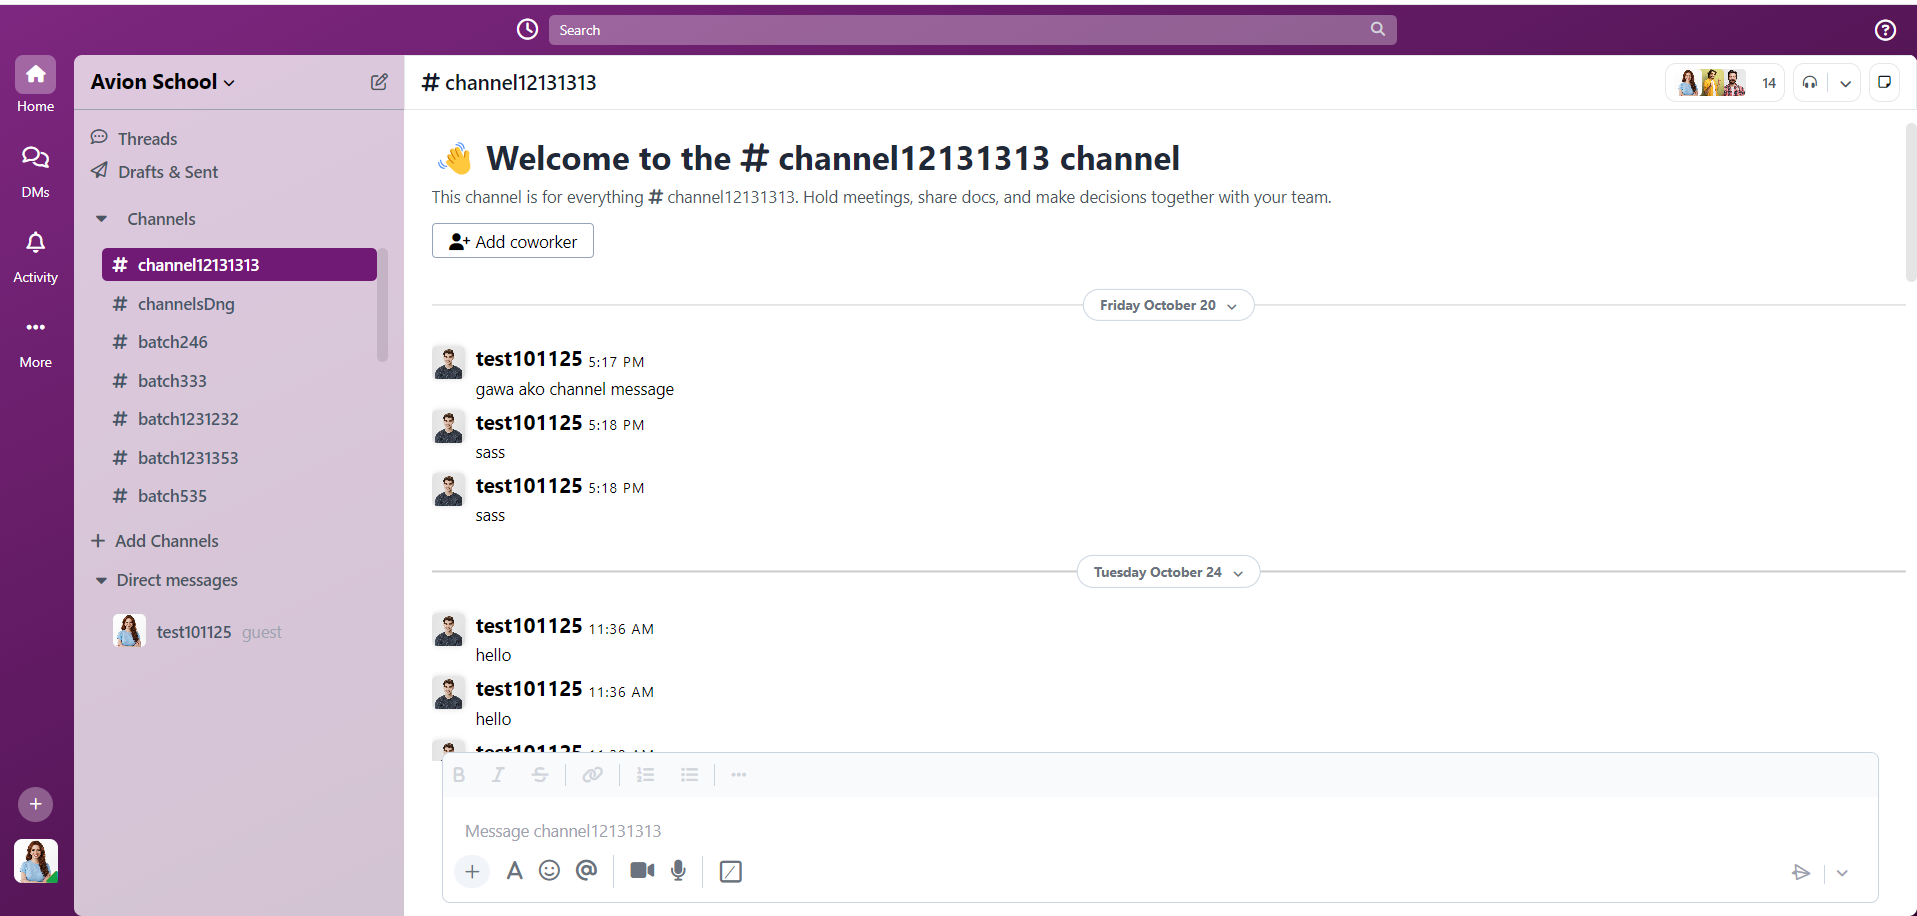 Search
Home
DMs
Activity
More
Avion School
Threads
Drafts & Sent
Channels
# channel12131313
# channelsDng
# batch246
# batch333
# batch1231232
# batch1231353
# batch535
+ Add Channels
Direct messages
test101125 guest
# channel12131313
14
👋 Welcome to the # channel12131313 channel
This channel is for everything # channel12131313. Hold meetings, share docs, and make decisions together with your team.
Add coworker
Friday October 20
test101125 5:17 PM
gawa ako channel message
test101125 5:18 PM
sass
test101125 5:18 PM
sass
Tuesday October 24
test101125 11:36 AM
hello
test101125 11:36 AM
hello
test101125
Message channel12131313